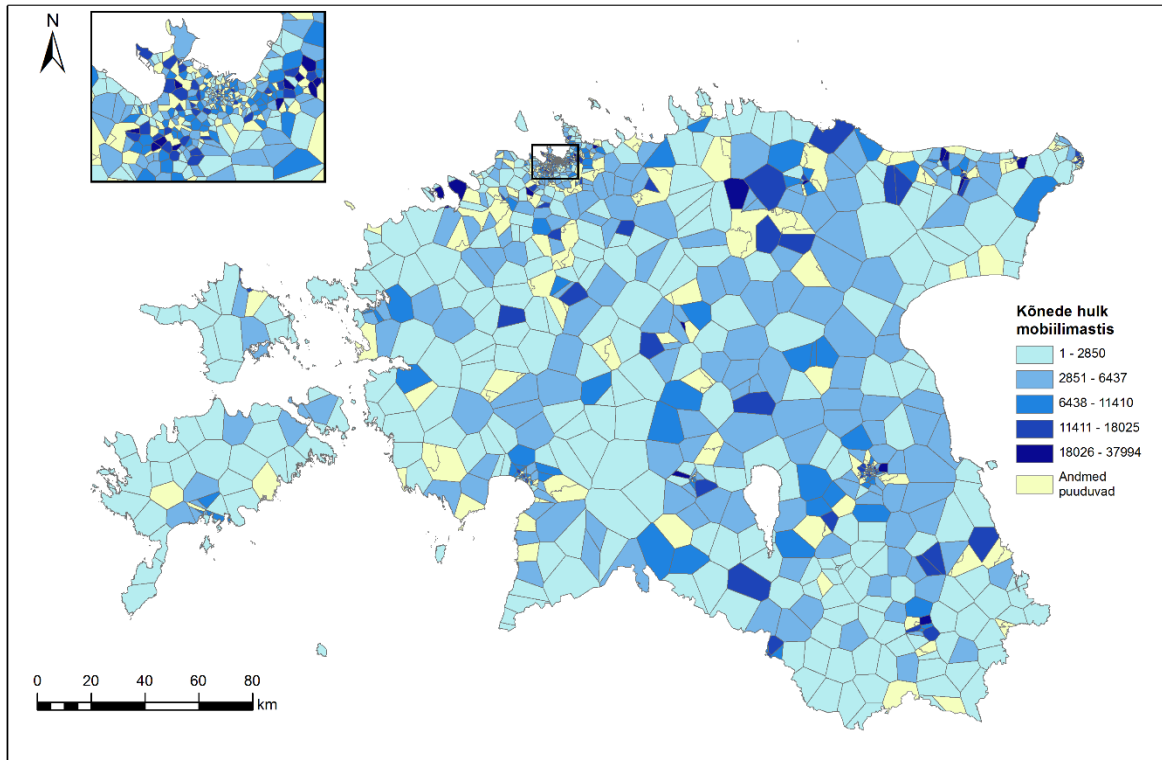 N
Kõnede hulk
mobiilimastis
1 - 2850
2851 - 6437
6438 - 11410
11411 - 18025
18026 - 37994
Andmed
puuduvad
0 20 40 60 80
km